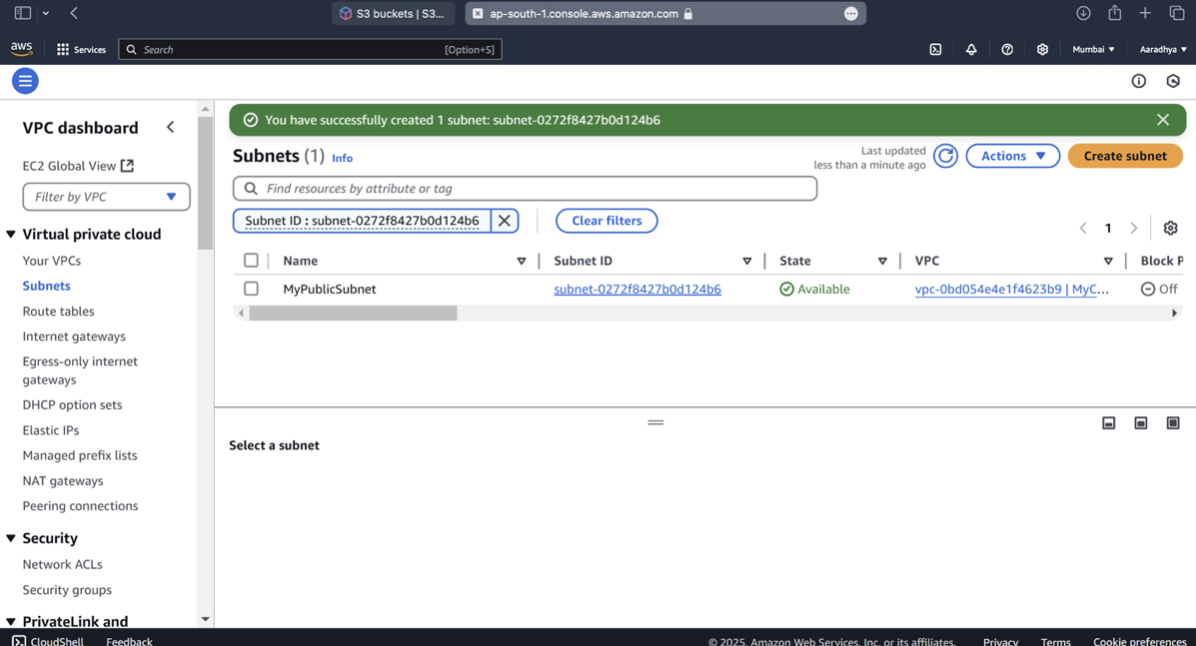 S3 buckets | S3...
ap-south-1.console.aws.amazon.com
aws
Services
Search
[Option+S]
Mumbai
Aaradhya
VPC dashboard
EC2 Global View
Filter by VPC
Virtual private cloud
Your VPCs
Subnets
Route tables
Internet gateways
Egress-only internet
gateways
DHCP option sets
Elastic IPs
Managed prefix lists
NAT gateways
Peering connections
Security
Network ACLs
Security groups
PrivateLink and
You have successfully created 1 subnet: subnet-0272f8427b0d124b6
Subnets (1) Info
Last updated
less than a minute ago
Actions
Create subnet
Find resources by attribute or tag
Subnet ID : subnet-0272f8427b0d124b6
Clear filters
1
Name Subnet ID State VPC Block P
MyPublicSubnet subnet-0272f8427b0d124b6 Available vpc-0bd054e4e1f4623b9 | MyC... Off
Select a subnet
CloudShell Feedback © 2025, Amazon Web Services, Inc. or its affiliates. Privacy Terms Cookie preferences